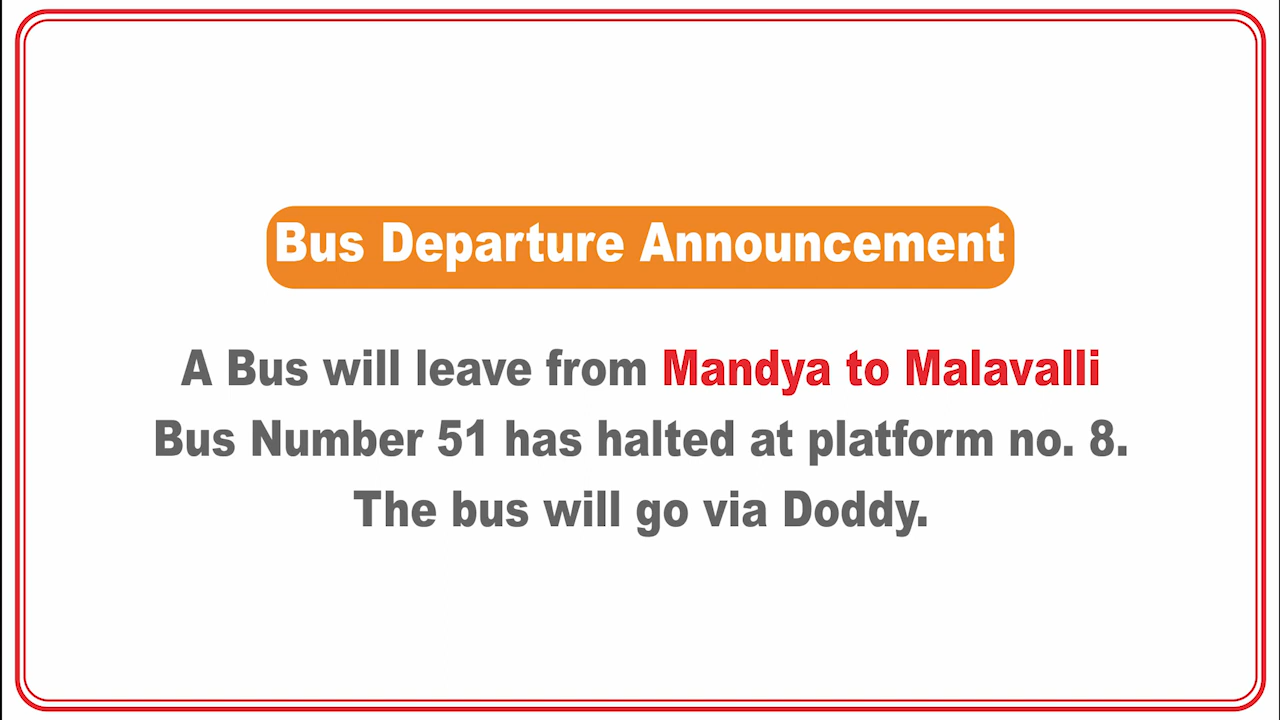 Bus Departure Announcement
A Bus will leave from Mandya to Malavalli
Bus Number 51 has halted at platform no. 8.
The bus will go via Doddy.